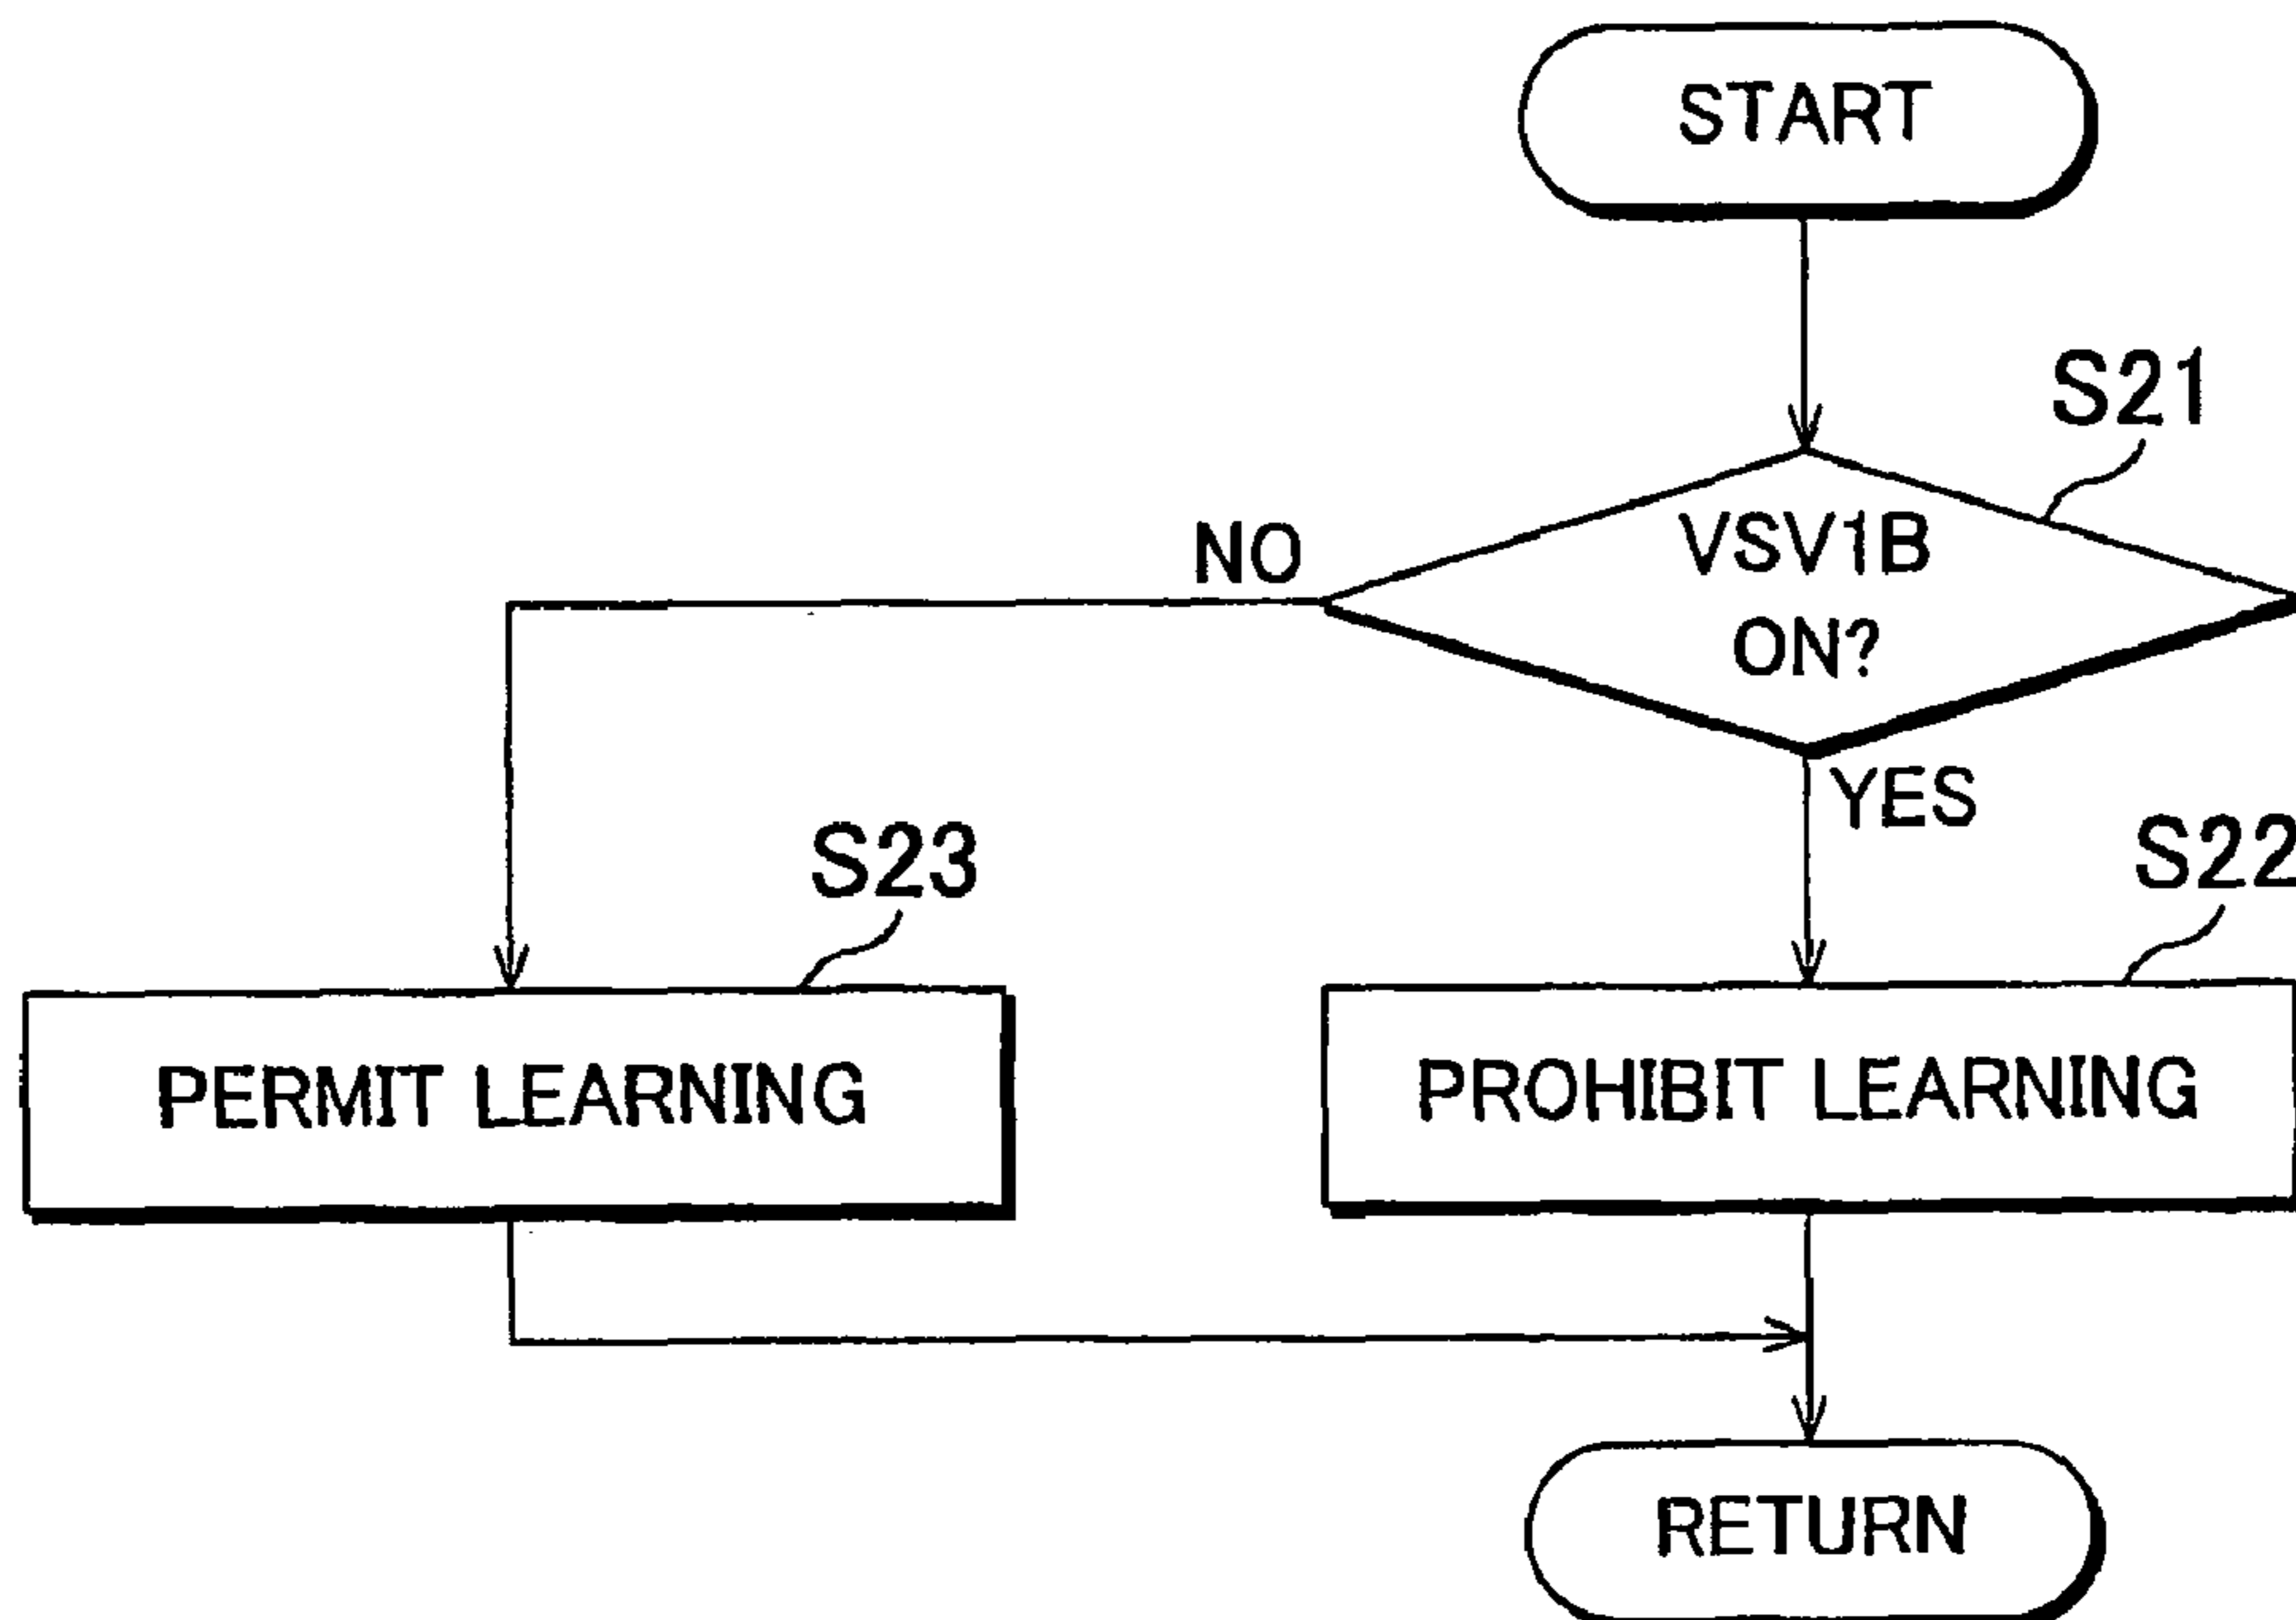 START
S21
VSV1B
ON?
NO
YES
S23
S22
PERMIT LEARNING
PROHIBIT LEARNING
RETURN